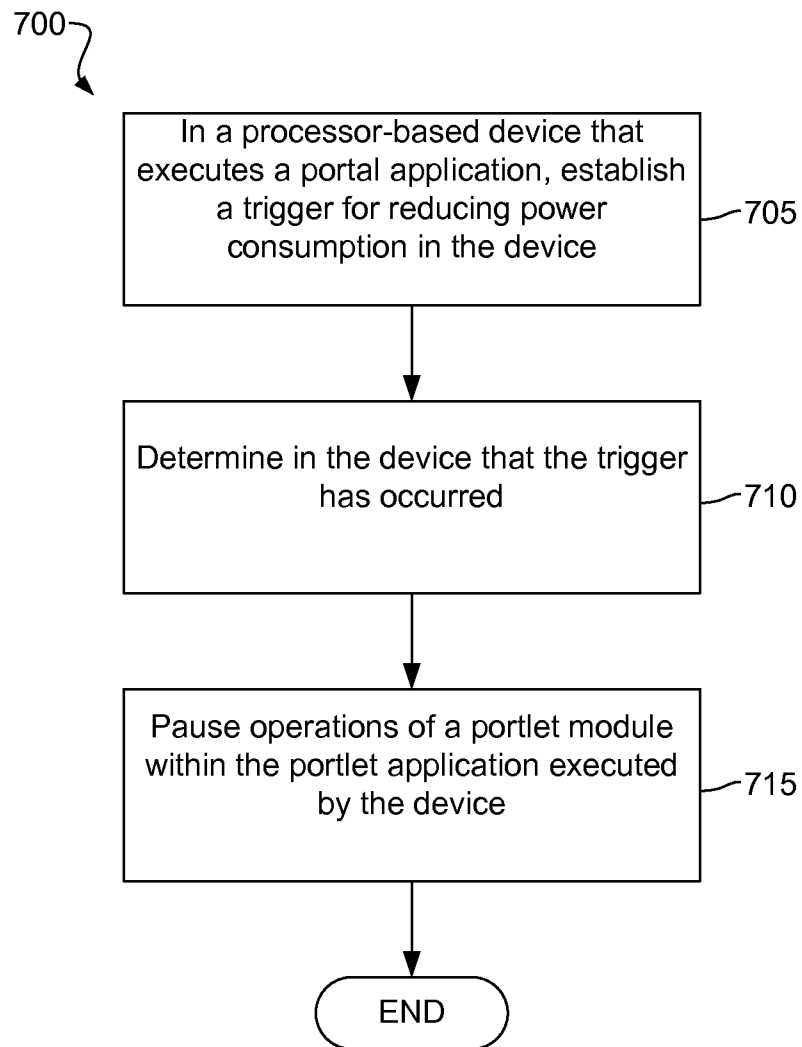 700
In a processor-based device that
executes a portal application, establish
a trigger for reducing power
consumption in the device
705
Determine in the device that the trigger
has occurred
710
Pause operations of a portlet module
within the portlet application executed
by the device
715
END